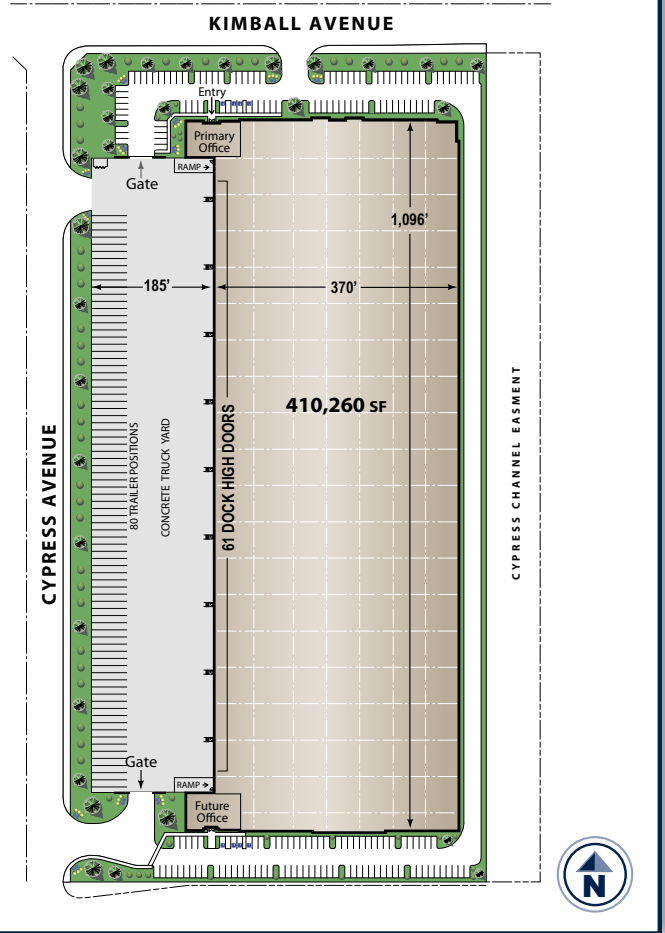 KIMBALL AVENUE
Entry
Primary
Office
RAMP
Gate
1,096'
185'
370'
410,260 SF
CYPRESS AVENUE
80 TRAILER POSITIONS
CONCRETE TRUCK YARD
61 DOCK HIGH DOORS
CYPRESS CHANNEL EASMENT
Gate
RAMP
Future
Office
N